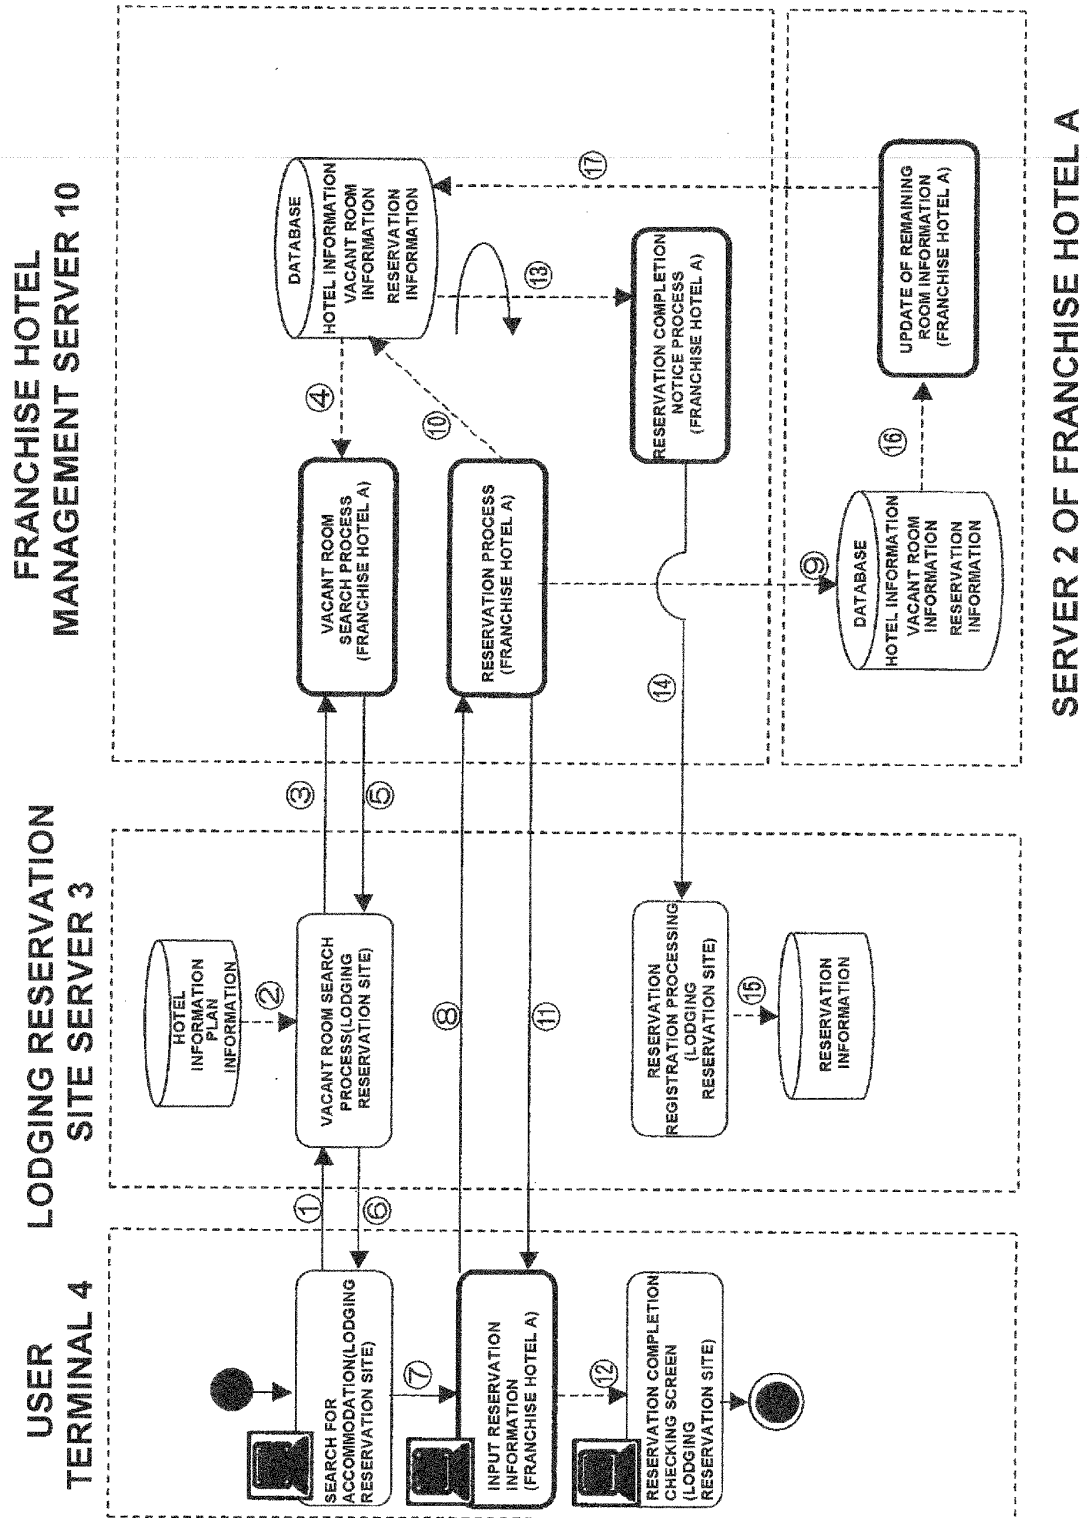 USER
TERMINAL 4
LODGING RESERVATION
SITE SERVER 3
FRANCHISE HOTEL
MANAGEMENT SERVER 10
SEARCH FOR
ACCOMMODATION(LODGING
RESERVATION SITE)
⑦
INPUT RESERVATION
INFORMATION
(FRANCHISE HOTEL A)
⑫
RESERVATION COMPLETION
CHECKING SCREEN
(LODGING
RESERVATION SITE)
①
⑥
⑧
⑪
HOTEL
INFORMATION
PLAN
INFORMATION
②
VACANT ROOM SEARCH
PROCESS(LODGING
RESERVATION SITE)
③
⑤
RESERVATION
REGISTRATION PROCESSING
(LODGING
RESERVATION SITE)
⑮
RESERVATION
INFORMATION
⑭
VACANT ROOM
SEARCH PROCESS
(FRANCHISE HOTEL A)
④
RESERVATION PROCESS
(FRANCHISE HOTEL A)
⑩
⑨
DATABASE
HOTEL INFORMATION
VACANT ROOM
INFORMATION
RESERVATION
INFORMATION
⑬
RESERVATION COMPLETION
NOTICE PROCESS
(FRANCHISE HOTEL A)
⑰
DATABASE
HOTEL INFORMATION
VACANT ROOM
INFORMATION
RESERVATION
INFORMATION
⑯
UPDATE OF REMAINING
ROOM INFORMATION
(FRANCHISE HOTEL A)
SERVER 2 OF FRANCHISE HOTEL A